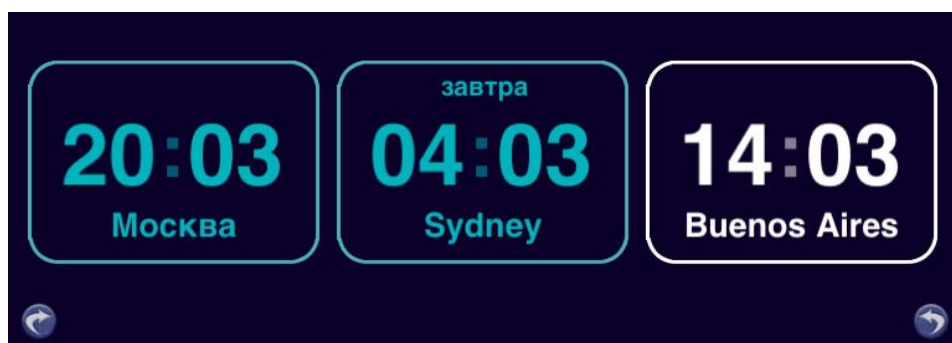 20:03
Москва
завтра
04:03
Sydney
14:03
Buenos Aires